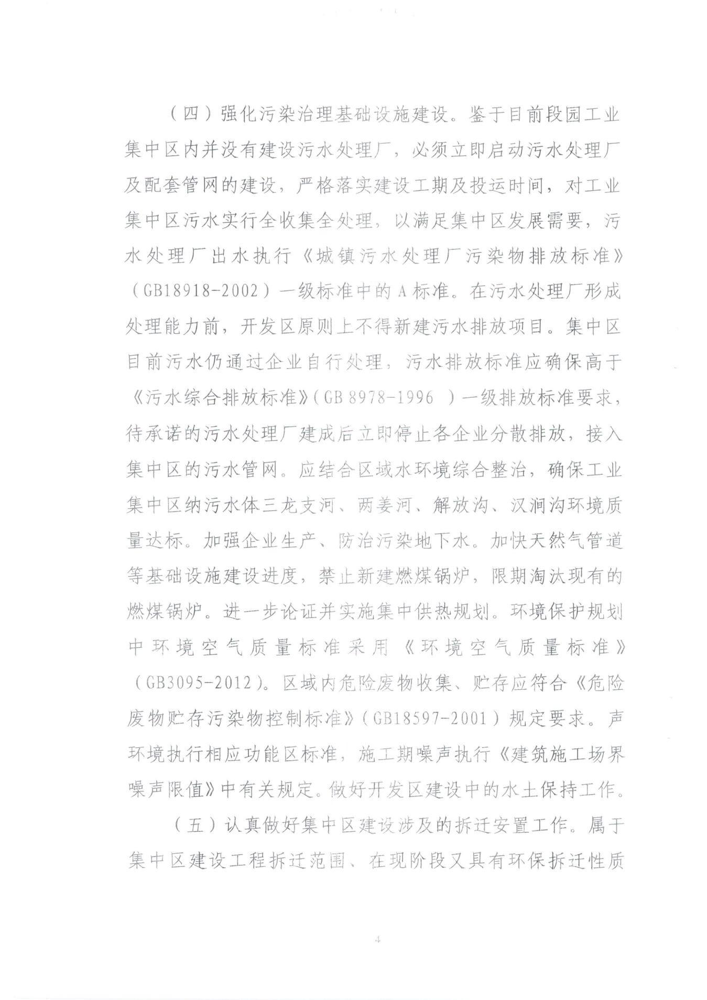 （四）强化污染治理基础设施建设。鉴于目前段园工业
集中区内并没有建设污水处理厂，必须立即启动污水处理厂
及配套管网的建设，严格落实建设工期及投运时间，对工业
集中区污水实行全收集全处理，以满足集中区发展需要，污
水处理厂出水执行《城镇污水处理厂污染物排放标准》
（GB18918-2002）一级标准中的 A 标准。在污水处理厂形成
处理能力前，开发区原则上不得新建污水排放项目。集中区
目前污水仍通过企业自行处理，污水排放标准应确保高于
《污水综合排放标准》（GB 8978-1996 ）一级排放标准要求，
待承诺的污水处理厂建成后立即停止各企业分散排放，接入
集中区的污水管网。应结合区域水环境综合整治，确保工业
集中区纳污水体三龙支河、两姜河、解放沟、汉涧沟环境质
量达标。加强企业生产、防治污染地下水。加快天然气管道
等基础设施建设进度，禁止新建燃煤锅炉，限期淘汰现有的
燃煤锅炉。进一步论证并实施集中供热规划。环境保护规划
中环境空气质量标准采用《环境空气质量标准》
（GB3095-2012）。区域内危险废物收集、贮存应符合《危险
废物贮存污染物控制标准》（GB18597-2001）规定要求。声
环境执行相应功能区标准，施工期噪声执行《建筑施工场界
噪声限值》中有关规定。做好开发区建设中的水土保持工作。
（五）认真做好集中区建设涉及的拆迁安置工作。属于
集中区建设工程拆迁范围、在现阶段又具有环保拆迁性质
4